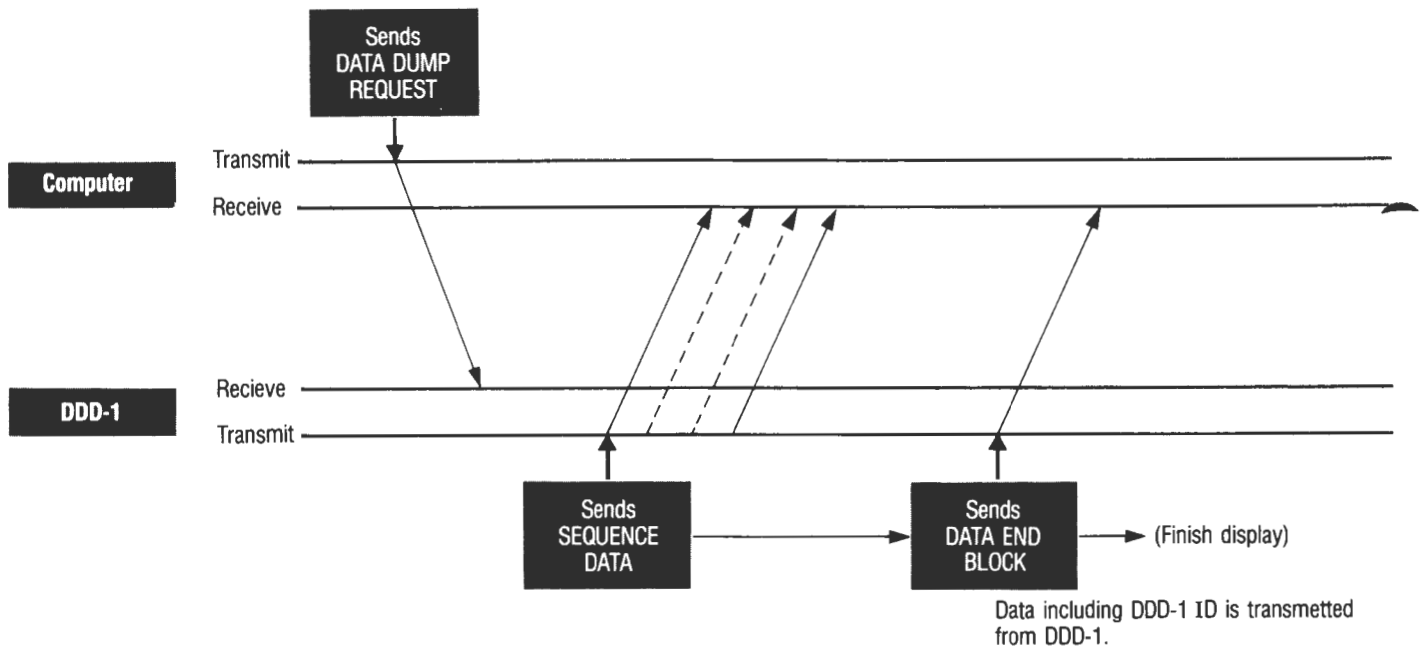 Sends
DATA DUMP
REQUEST
Transmit
Computer
Receive
Recieve
DDD-1
Transmit
Sends
SEQUENCE
DATA
Sends
DATA END
BLOCK
(Finish display)
Data including DDD-1 ID is transmetted
from DDD-1.